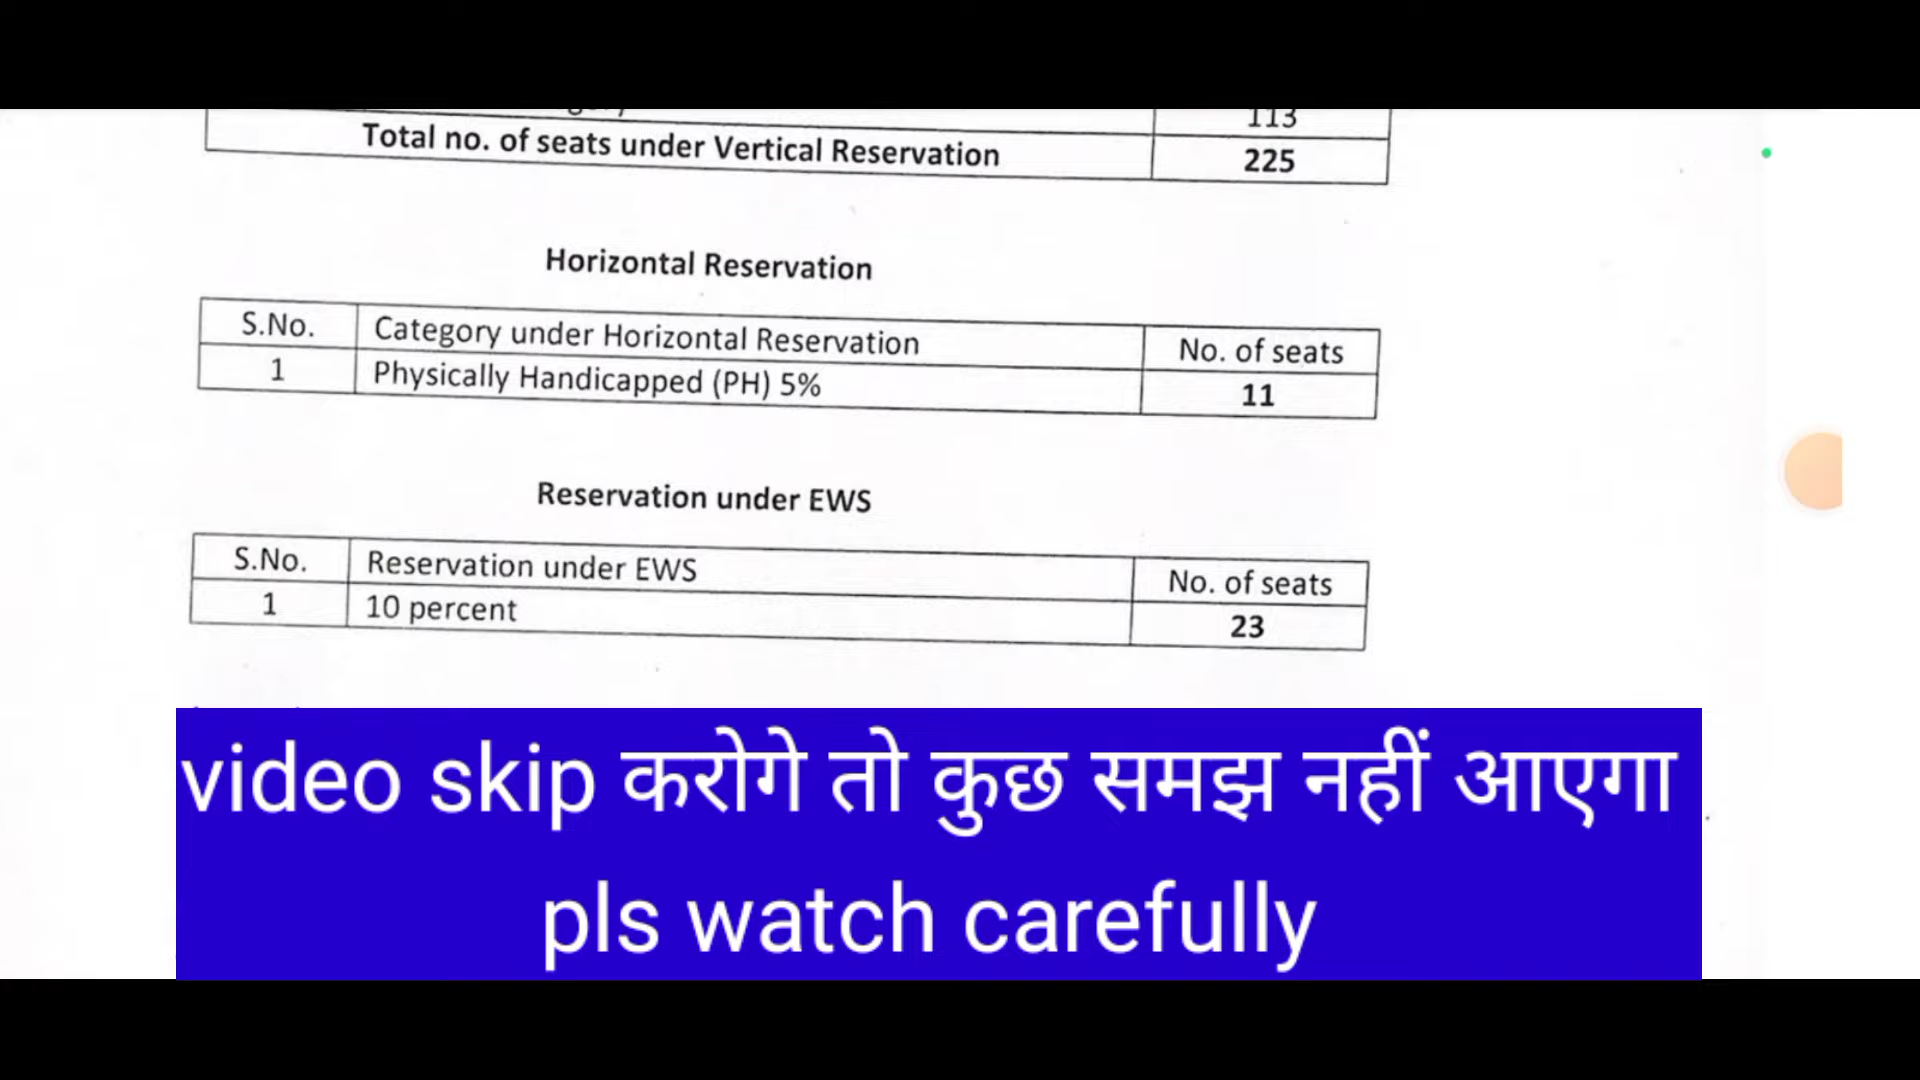 113
Total no. of seats under Vertical Reservation 225
Horizontal Reservation
S.No. Category under Horizontal Reservation No. of seats
1 Physically Handicapped (PH) 5% 11
Reservation under EWS
S.No. Reservation under EWS No. of seats
1 10 percent 23
video skip करोगे तो कुछ समझ नहीं आएगा
pls watch carefully